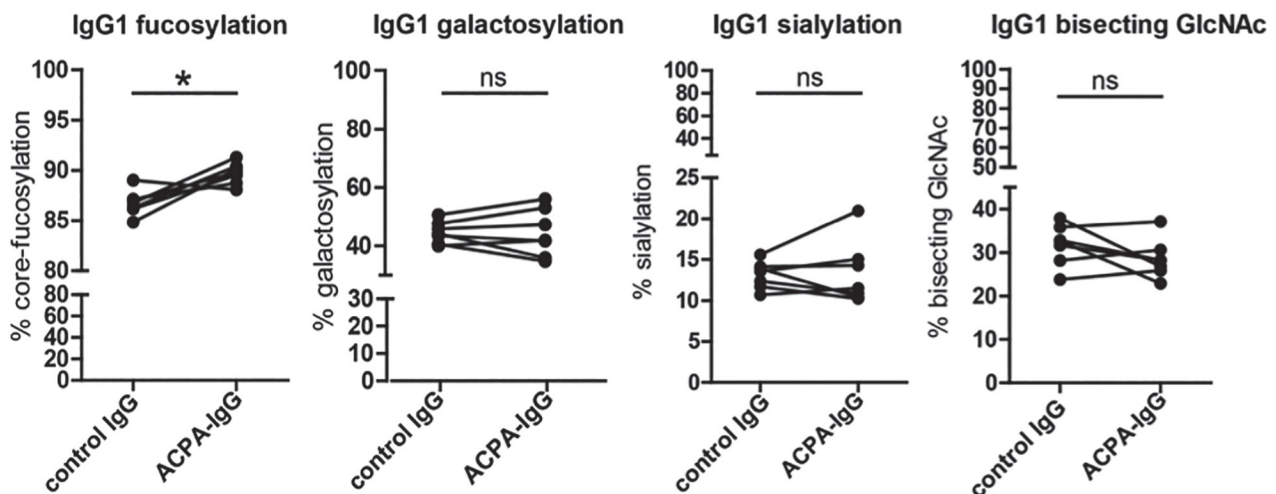 IgG1 fucosylation
100
95
90
85
80
80
60
40
20
0
% core-fucosylation
*
control IgG
ACPA-IgG
IgG1 galactosylation
100
80
60
40
30
20
10
0
% galactosylation
ns
control IgG
ACPA-IgG
IgG1 sialylation
100
80
60
40
25
20
15
10
5
0
% sialylation
ns
control IgG
ACPA-IgG
IgG1 bisecting GlcNAc
100
90
80
70
60
50
40
30
20
10
0
% bisecting GlcNAc
ns
control IgG
ACPA-IgG